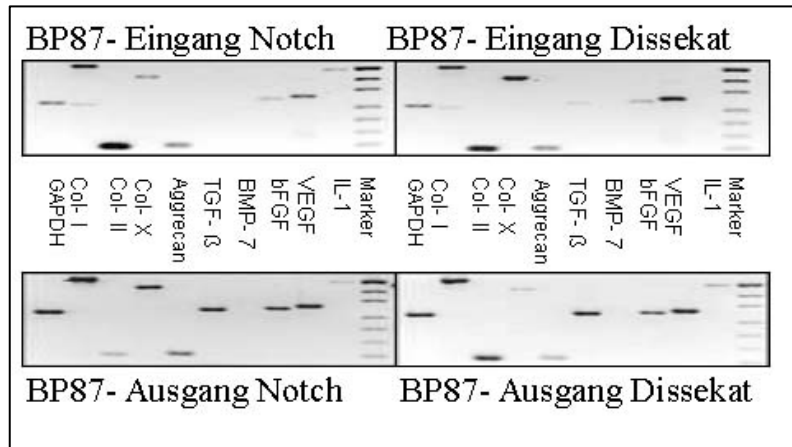 BP87- Eingang Notch
BP87- Eingang Dissekat
GAPDH
Col- I
Col- II
Col- X
Aggrecan
TGF- ß
BMP- 7
bFGF
VEGF
IL-1
Marker
GAPDH
Col- I
Col- II
Col- X
Aggrecan
TGF- ß
BMP- 7
bFGF
VEGF
IL-1
Marker
BP87- Ausgang Notch
BP87- Ausgang Dissekat